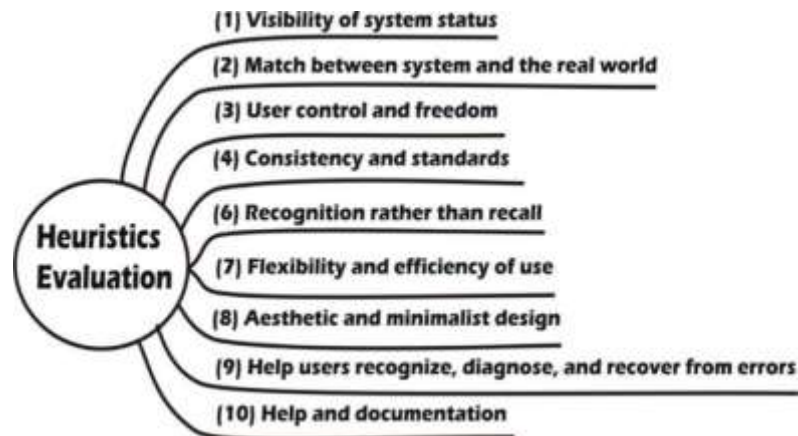 (1) Visibility of system status
(2) Match between system and the real world
(3) User control and freedom
(4) Consistency and standards
(6) Recognition rather than recall
(7) Flexibility and efficiency of use
(8) Aesthetic and minimalist design
(9) Help users recognize, diagnose, and recover from errors
(10) Help and documentation
Heuristics
Evaluation